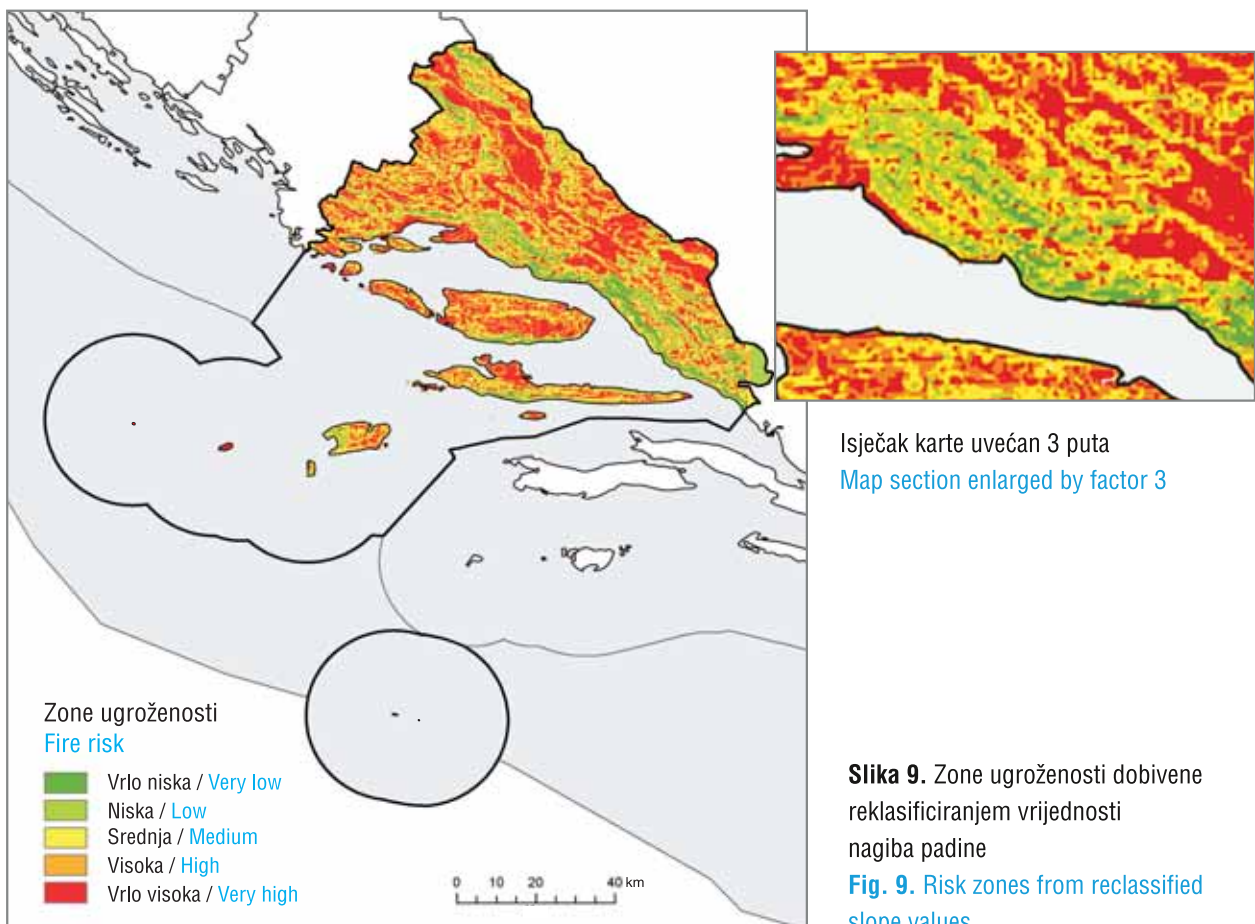 Isječak karte uvećan 3 puta
Map section enlarged by factor 3
Zone ugroženosti
Fire risk
Vrlo niska / Very low
Niska / Low
Srednja / Medium
Visoka / High
Vrlo visoka / Very high
0 10 20 40 km
Slika 9. Zone ugroženosti dobivene
reklasificiranjem vrijednosti
nagiba padine
Fig. 9. Risk zones from reclassified
slope values